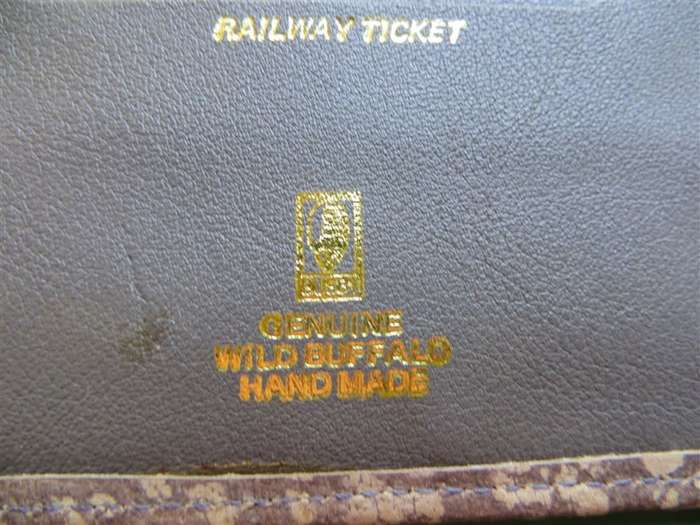 RAILWAY TICKET
GENUINE
WILD BUFFALO
HAND MADE